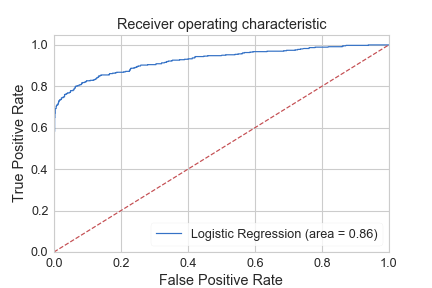 Receiver operating characteristic
1.0
0.8
0.6
0.4
0.2
0.0
True Positive Rate
Logistic Regression (area = 0.86)
0.0 0.2 0.4 0.6 0.8 1.0
False Positive Rate